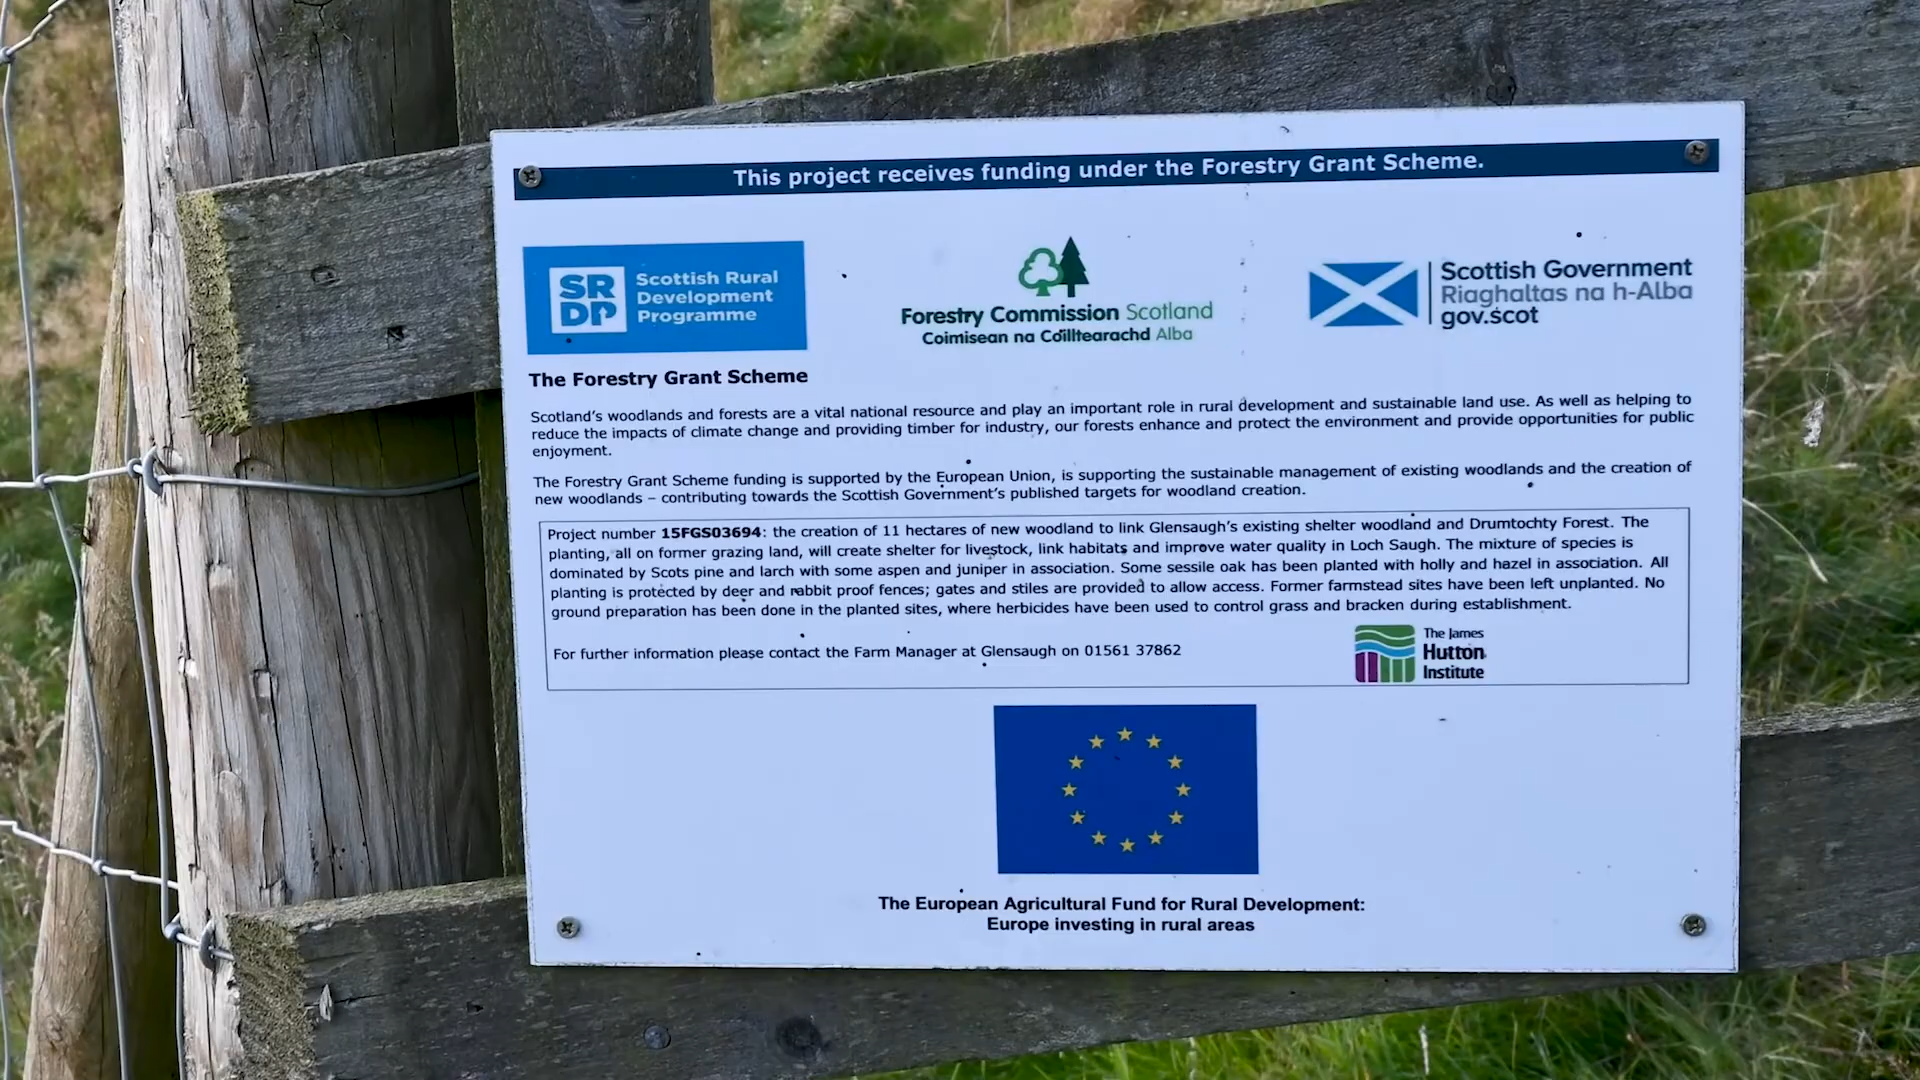 This project receives funding under the Forestry Grant Scheme.
SR
DP
Scottish Rural
Development
Programme
Forestry Commission Scotland
Coimisean na Coilltearachd Alba
Scottish Government
Riaghaltas na h-Alba
gov.scot
The Forestry Grant Scheme
Scotland's woodlands and forests are a vital national resource and play an important role in rural development and sustainable land use. As well as helping to
reduce the impacts of climate change and providing timber for industry, our forests enhance and protect the environment and provide opportunities for public
enjoyment.
The Forestry Grant Scheme funding is supported by the European Union, is supporting the sustainable management of existing woodlands and the creation of
new woodlands – contributing towards the Scottish Government's published targets for woodland creation.
Project number 15FGS03694: the creation of 11 hectares of new woodland to link Glensaugh's existing shelter woodland and Drumtochty Forest. The
planting, all on former grazing land, will create shelter for livestock, link habitats and improve water quality in Loch Saugh. The mixture of species is
dominated by Scots pine and larch with some aspen and juniper in association. Some sessile oak has been planted with holly and hazel in association. All
planting is protected by deer and rabbit proof fences; gates and stiles are provided to allow access. Former farmstead sites have been left unplanted. No
ground preparation has been done in the planted sites, where herbicides have been used to control grass and bracken during establishment.
For further information please contact the Farm Manager at Glensaugh on 01561 37862
The James
Hutton
Institute
The European Agricultural Fund for Rural Development:
Europe investing in rural areas